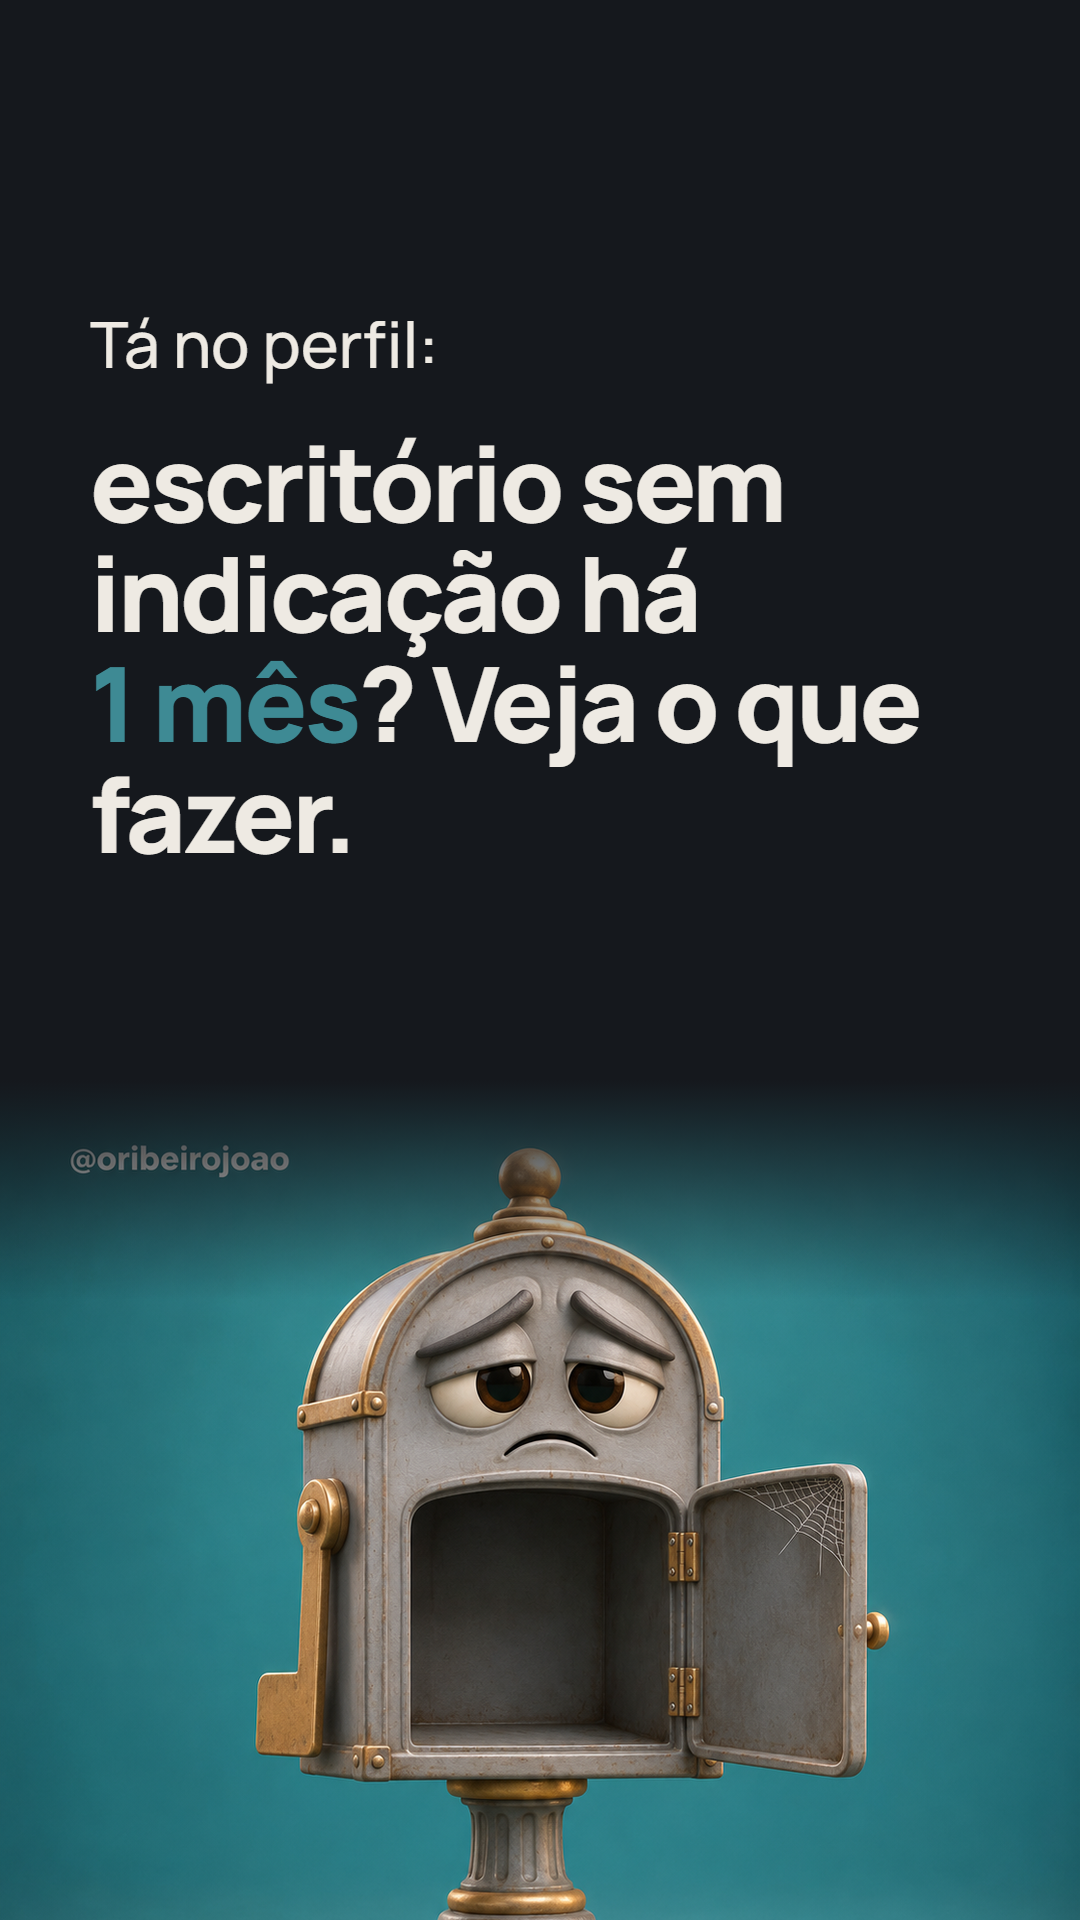 Tá no perfil:
escritório sem
indicação há
1 mês? Veja o que
fazer.
@oribeirojoao